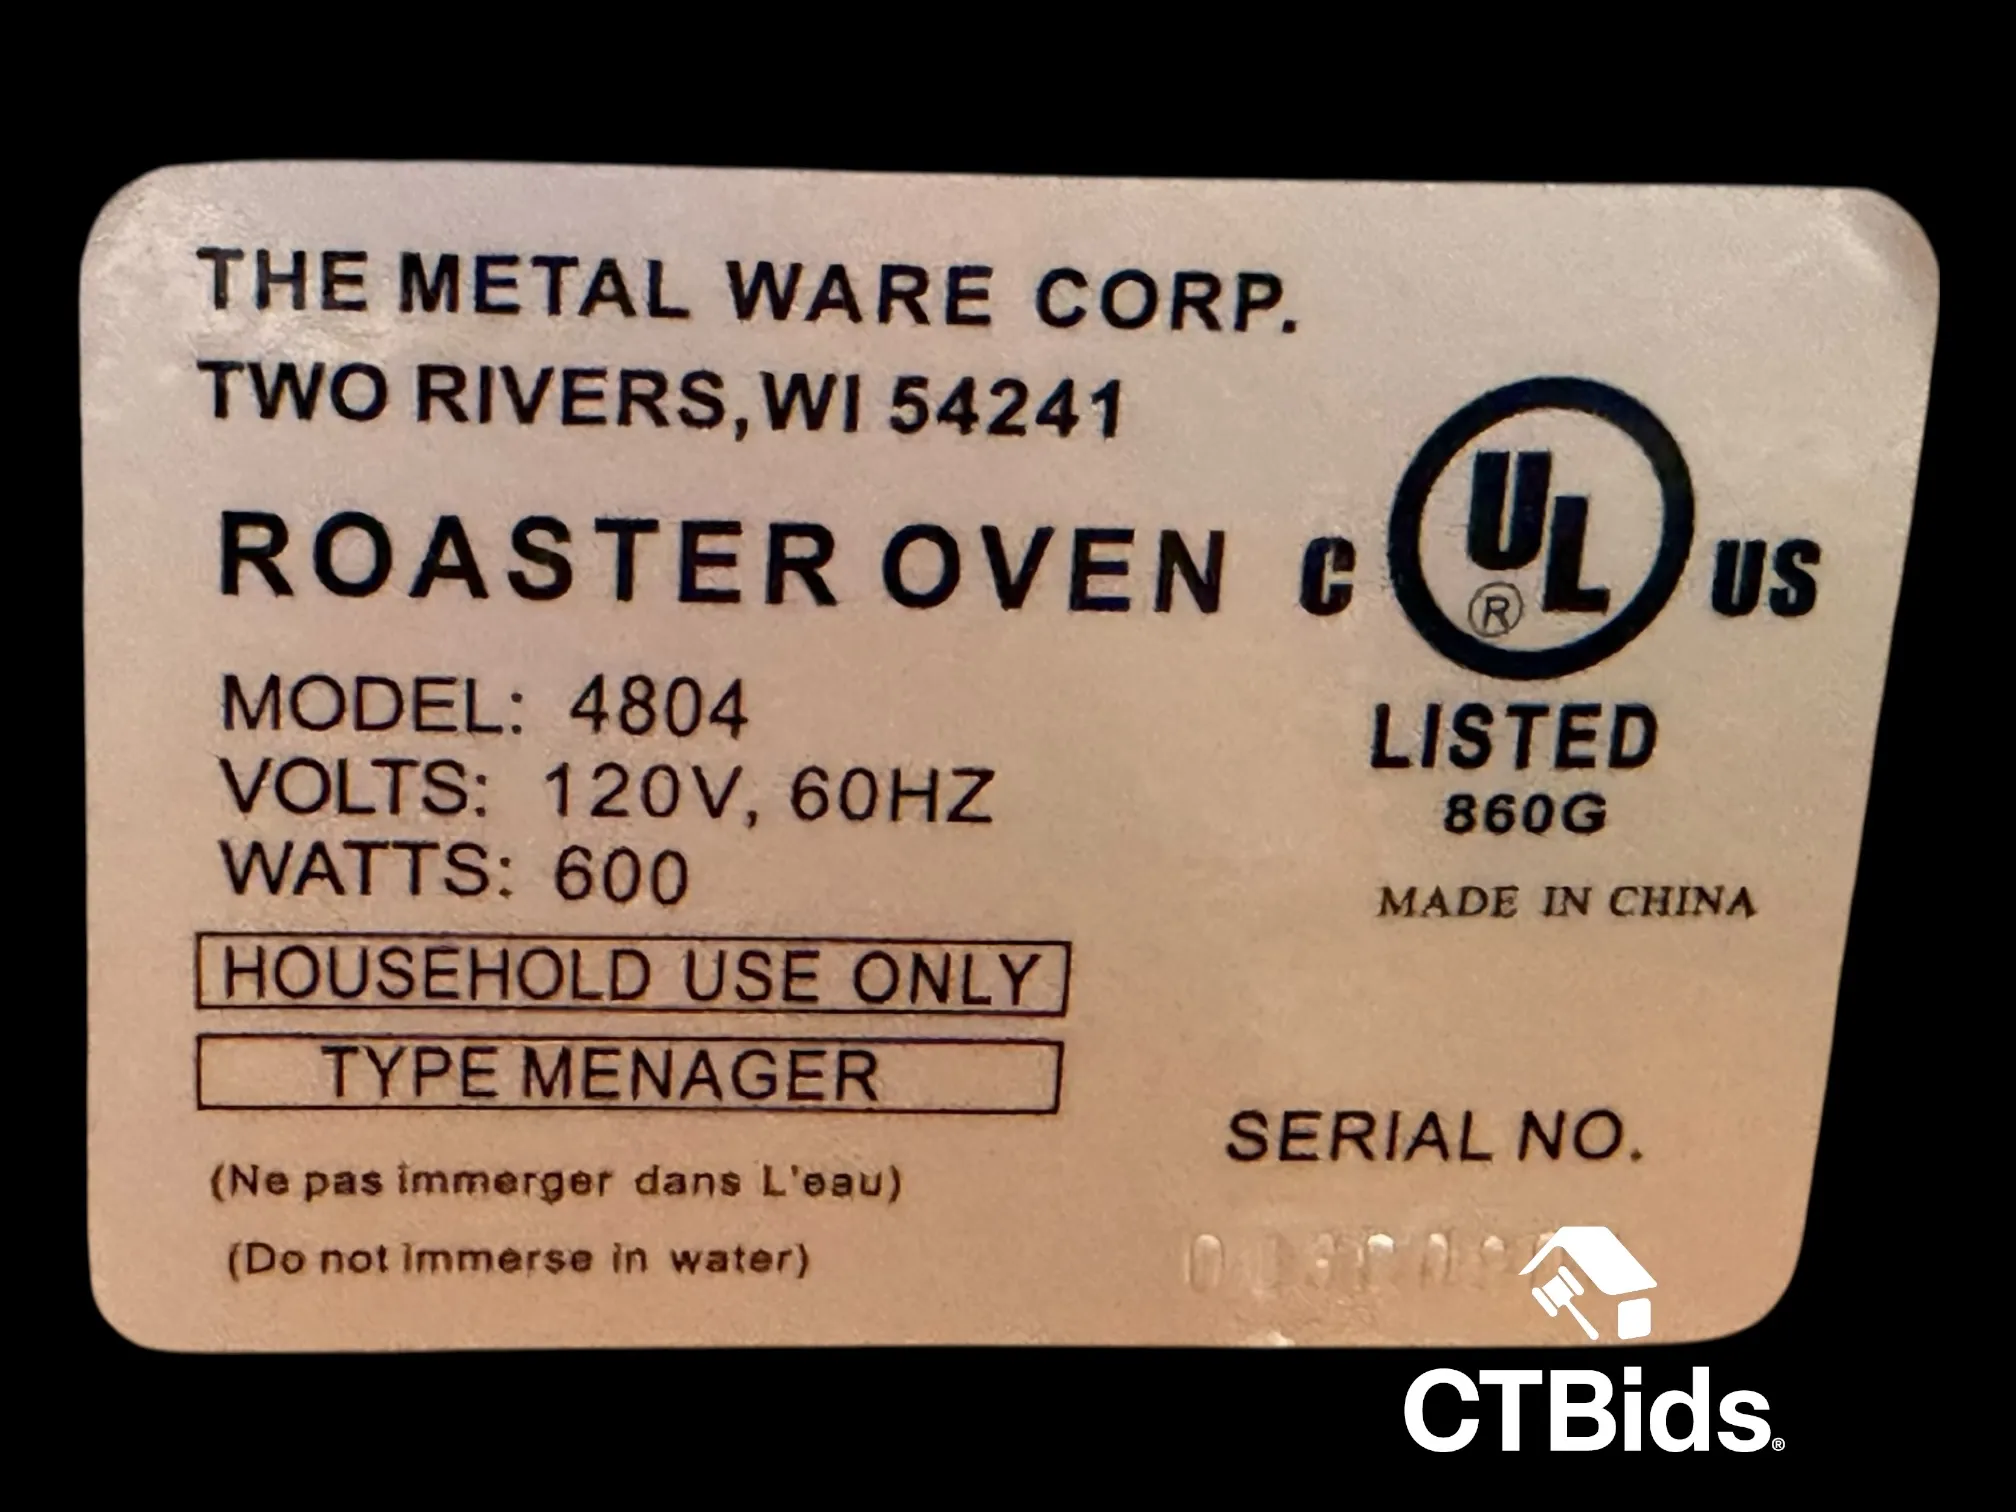 THE METAL WARE CORP.
TWO RIVERS, WI 54241
ROASTER OVEN
C UL® US
LISTED
860G
MADE IN CHINA
MODEL: 4804
VOLTS: 120V, 60HZ
WATTS: 600
HOUSEHOLD USE ONLY
TYPE MENAGER
(Ne pas immerger dans L'eau)
(Do not immerse in water)
SERIAL NO.
CTBids®